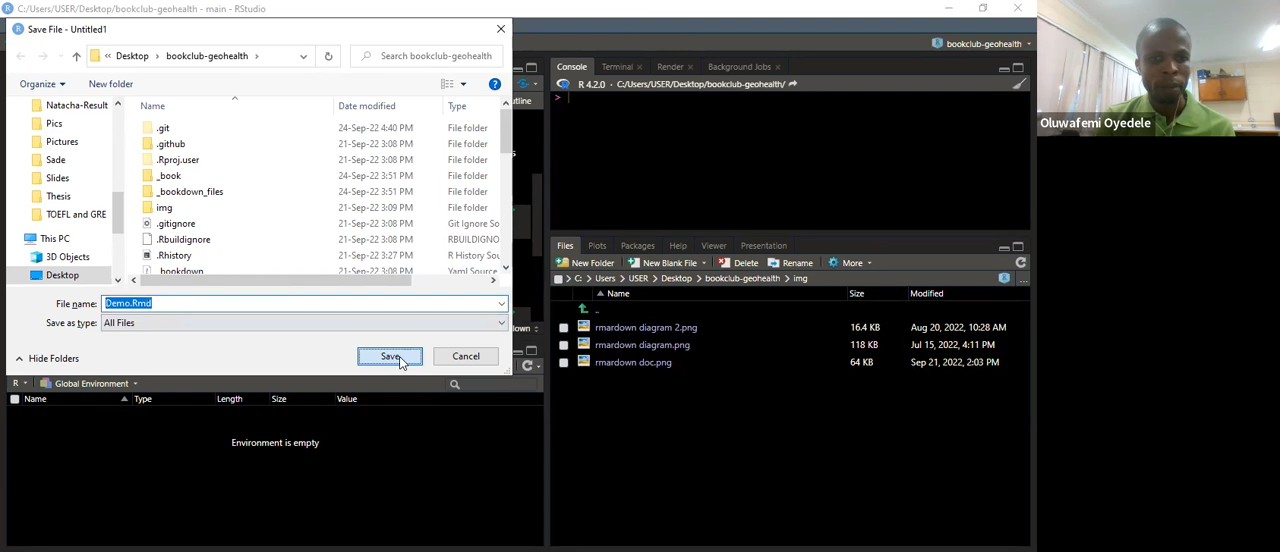 C:/Users/USER/Desktop/bookclub-geohealth - main - RStudio
Save File - Untitled1
Desktop
bookclub-geohealth
Search bookclub-geohealth
Organize
New folder
Name
Date modified
Type
Natacha-Result
Pics
Pictures
Sade
Slides
Thesis
TOEFL and GRE
This PC
3D Objects
Desktop
.git 24-Sep-22 4:40 PM File folder
.github 21-Sep-22 3:08 PM File folder
.Rproj.user 21-Sep-22 3:08 PM File folder
_book 24-Sep-22 3:51 PM File folder
_bookdown_files 24-Sep-22 3:51 PM File folder
img 21-Sep-22 3:09 PM File folder
.gitignore 21-Sep-22 3:08 PM Git Ignore So
.Rbuildignore 21-Sep-22 3:08 PM RBUILDIGNO
.Rhistory 21-Sep-22 3:27 PM R History So
_bookdown 21-Sep-22 3:08 PM Yaml Source
File name: Demo.Rmd
Save as type: All Files
Hide Folders
Save
Cancel
utline
own
R
Global Environment
Name Type Length Size Value
Environment is empty
bookclub-geohealth
Console Terminal Render Background Jobs
R 4.2.0 · C:/Users/USER/Desktop/bookclub-geohealth/
>
Files Plots Packages Help Viewer Presentation
New Folder New Blank File Delete Rename More
C: Users USER Desktop bookclub-geohealth img
Name Size Modified
..
rmardown diagram 2.png 16.4 KB Aug 20, 2022, 10:28 AM
rmardown diagram.png 118 KB Jul 15, 2022, 4:11 PM
rmardown doc.png 64 KB Sep 21, 2022, 2:03 PM
Oluwafemi Oyedele